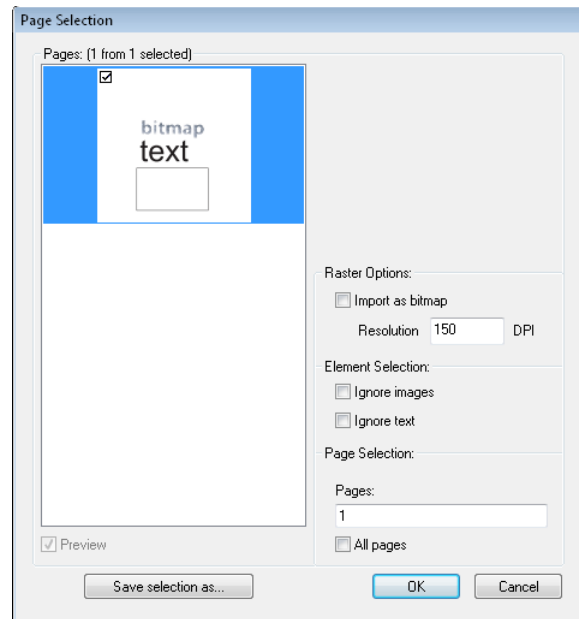 Page Selection
Pages: (1 from 1 selected)
bitmap
text
Raster Options:
Import as bitmap
Resolution 150 DPI
Element Selection:
Ignore images
Ignore text
Page Selection:
Pages:
1
Preview
All pages
Save selection as...
OK
Cancel